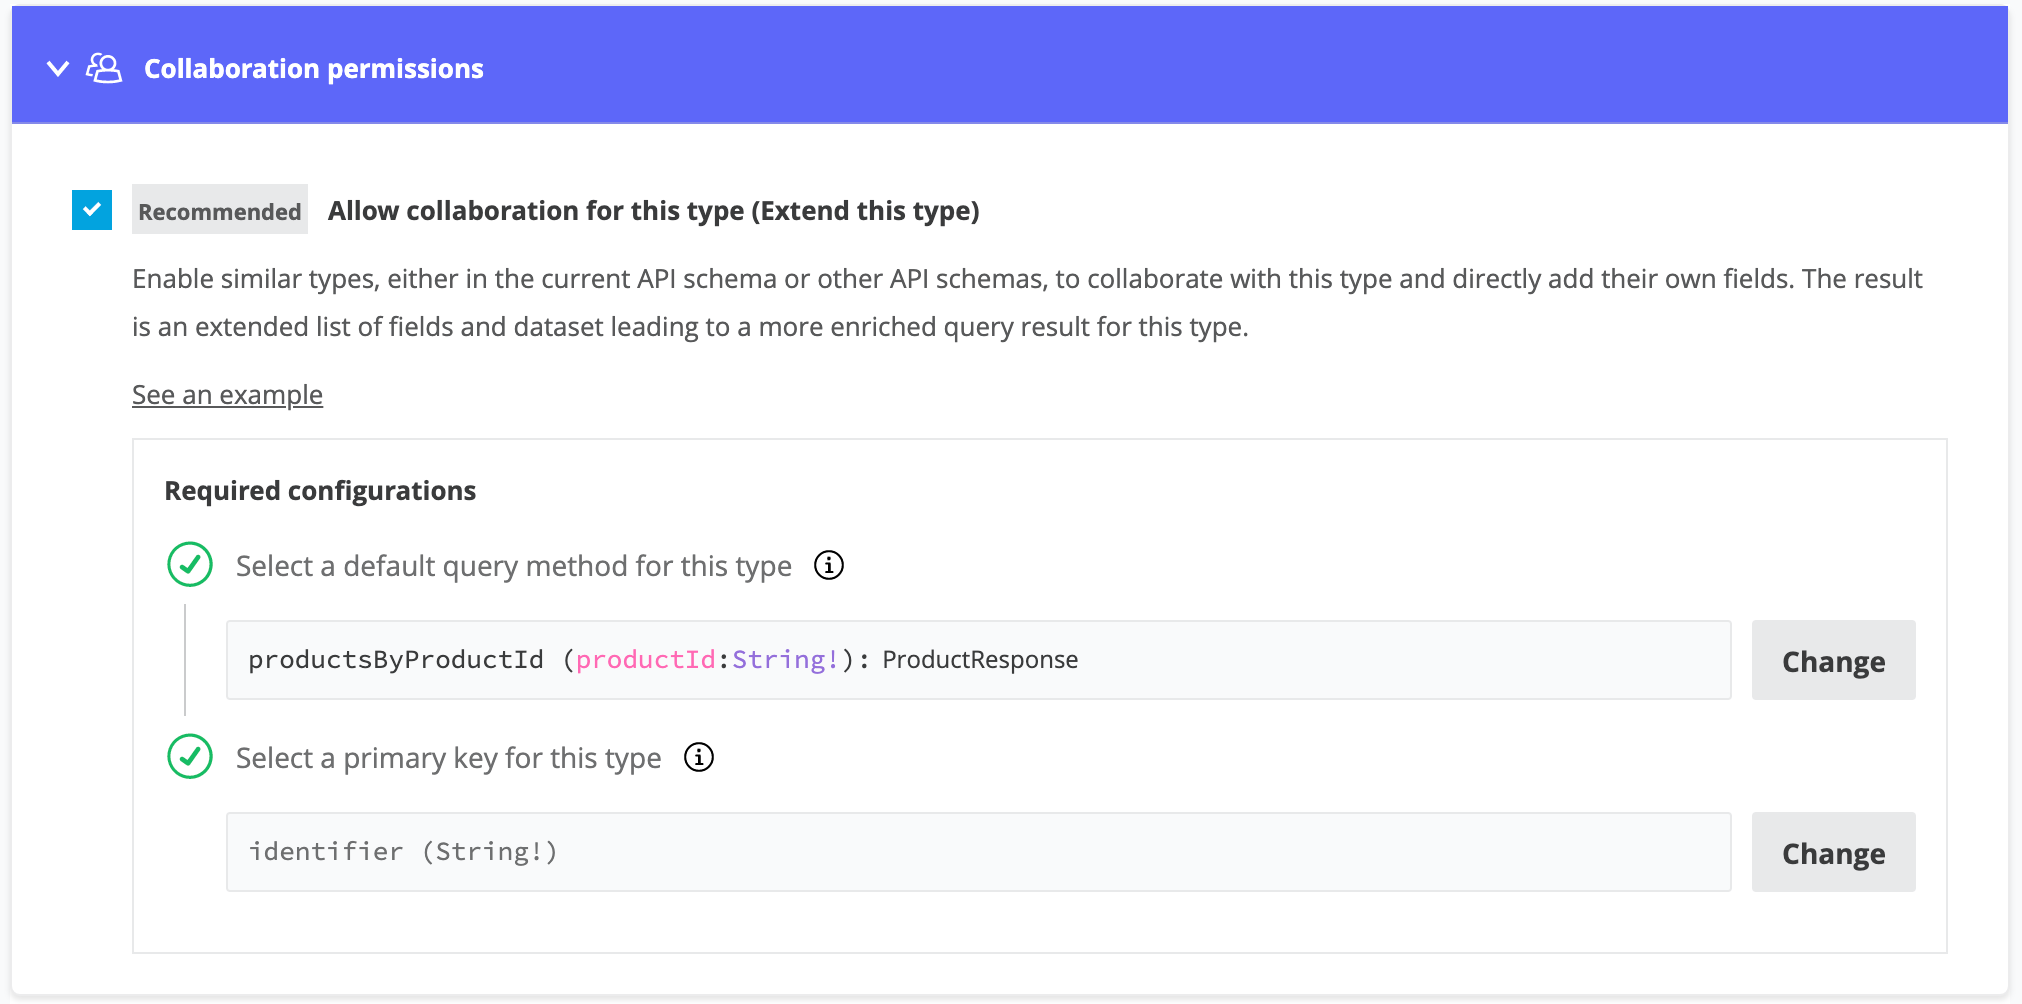 Collaboration permissions
Recommended Allow collaboration for this type (Extend this type)
Enable similar types, either in the current API schema or other API schemas, to collaborate with this type and directly add their own fields. The result
is an extended list of fields and dataset leading to a more enriched query result for this type.
See an example
Required configurations
Select a default query method for this type
productsByProductId (productId:String!): ProductResponse
Change
Select a primary key for this type
identifier (String!)
Change